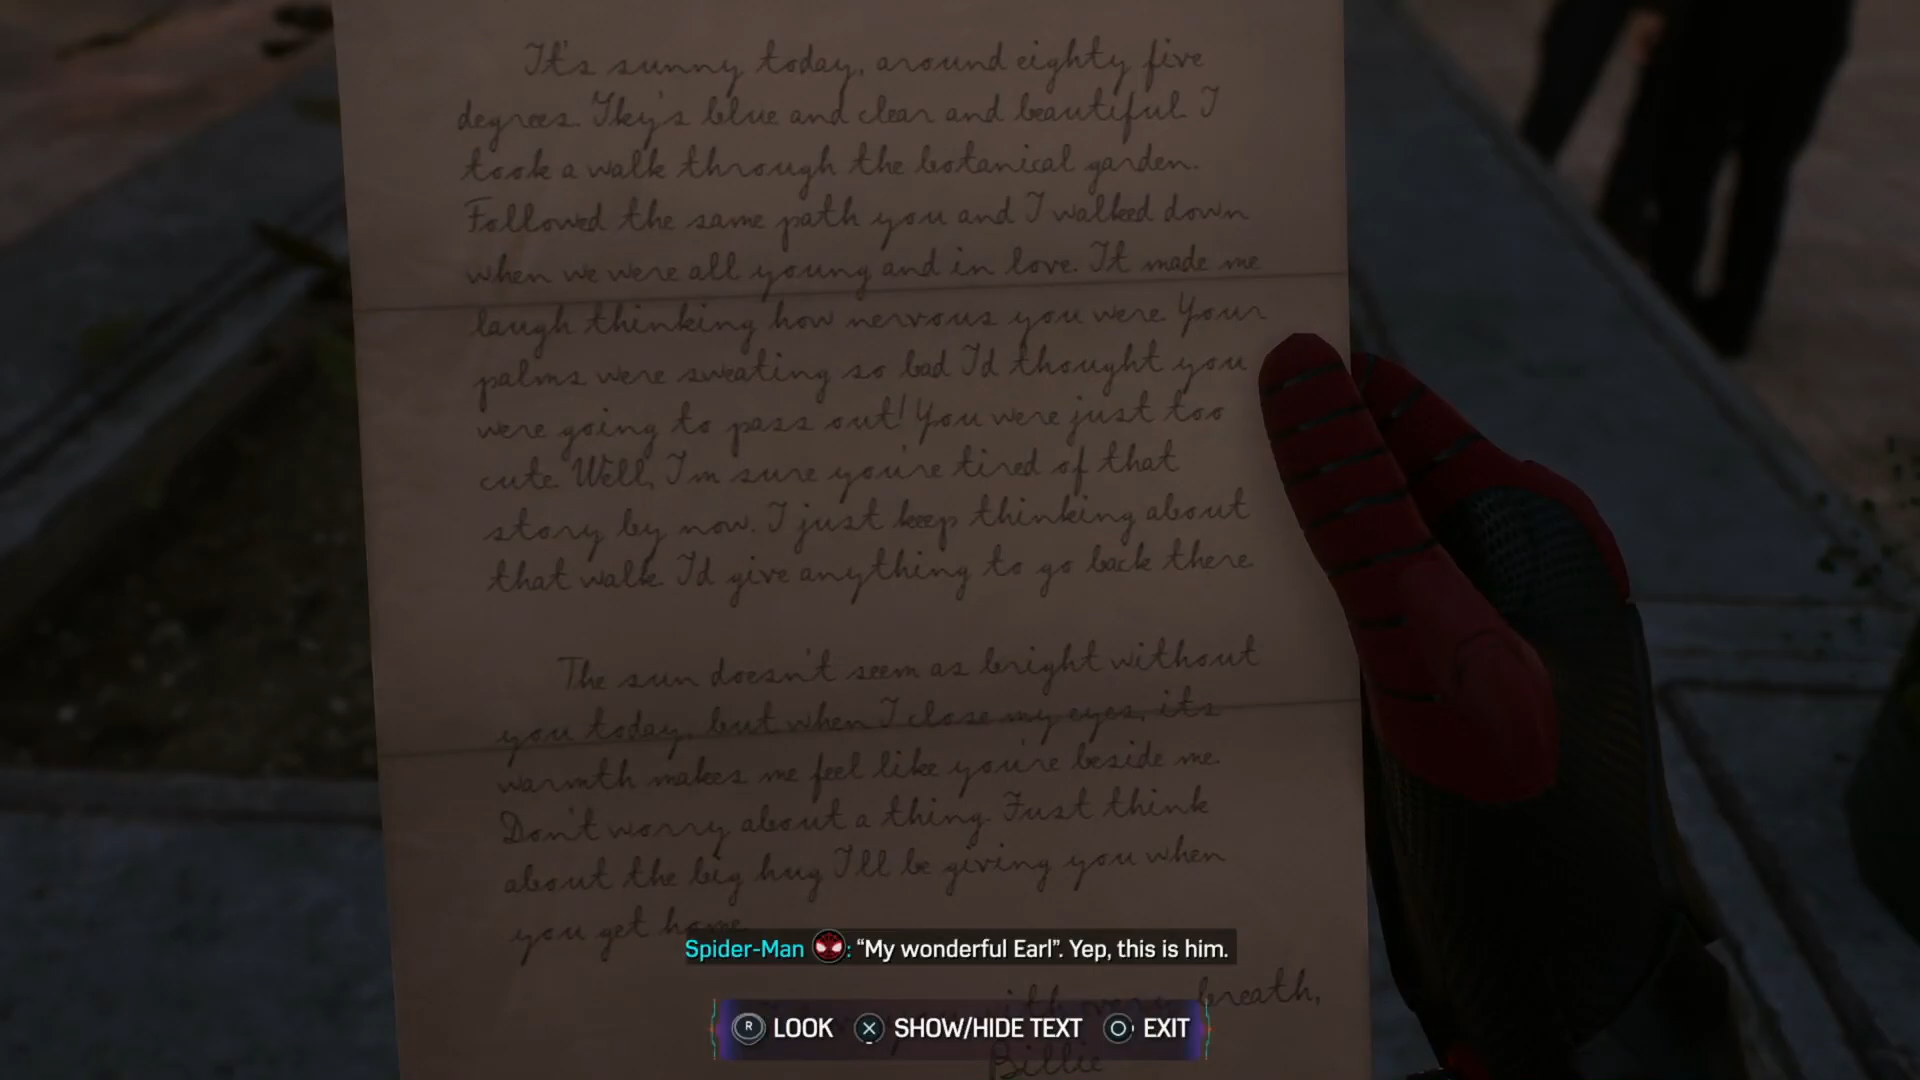 It's sunny today, around eighty five
degrees. Sky's blue and clear and beautiful. I
took a walk through the botanical garden.
Followed the same path you and I walked down
when we were all young and in love. It made me
laugh thinking how nervous you were. Your
palms were sweating so bad I'd thought you
were going to pass out! You were just too
cute. Well, I'm sure you're tired of that
story by now. I just keep thinking about
that walk. I'd give anything to go back there.
The sun doesn't seem as bright without
you today, but when I close my eyes, its
warmth makes me feel like you're beside me.
Don't worry about a thing. Just think
about the big hug I'll be giving you when
you get home
Spider-Man : “My wonderful Earl”. Yep, this is him.
breath,
R LOOK SHOW/HIDE TEXT EXIT
Billie